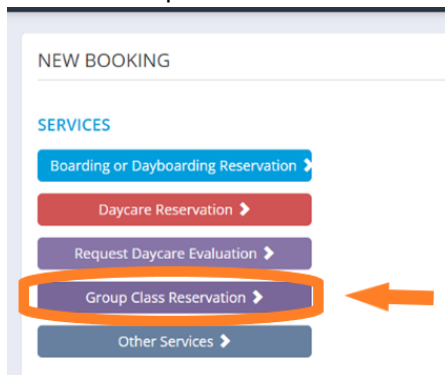 NEW BOOKING
SERVICES
Boarding or Dayboarding Reservation
Daycare Reservation
Request Daycare Evaluation
Group Class Reservation
Other Services